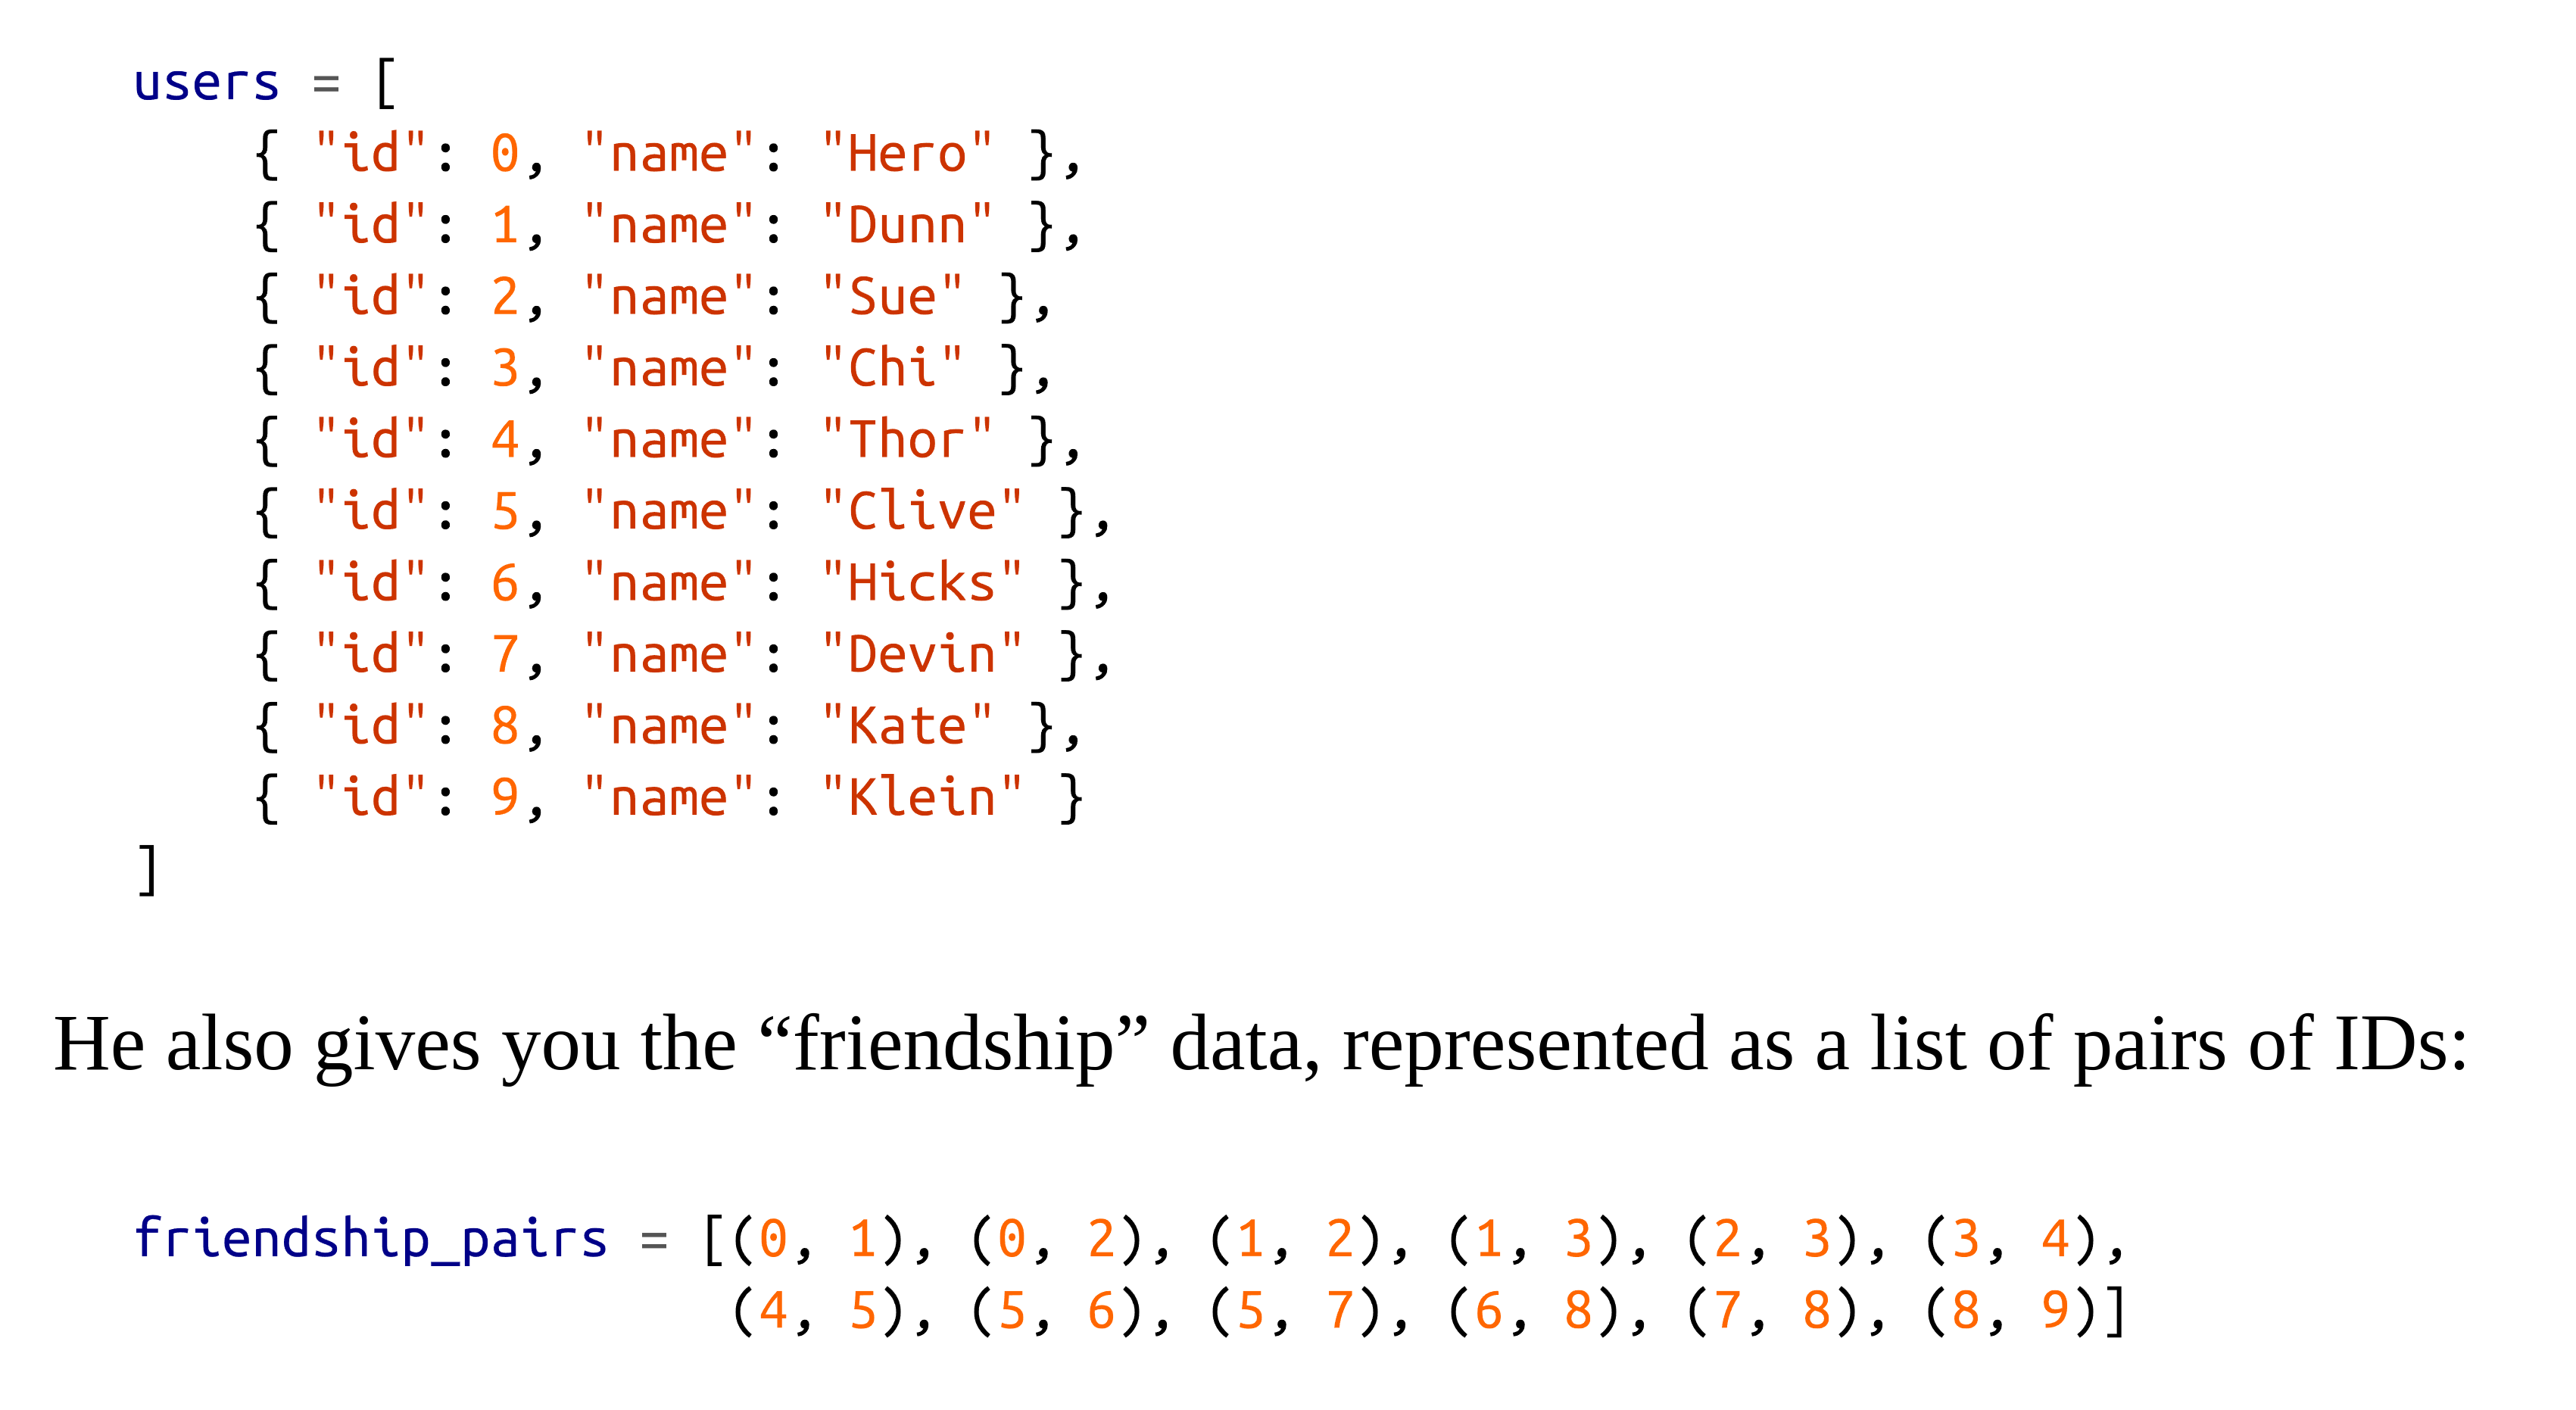 users = [
    { "id": 0, "name": "Hero" },
    { "id": 1, "name": "Dunn" },
    { "id": 2, "name": "Sue" },
    { "id": 3, "name": "Chi" },
    { "id": 4, "name": "Thor" },
    { "id": 5, "name": "Clive" },
    { "id": 6, "name": "Hicks" },
    { "id": 7, "name": "Devin" },
    { "id": 8, "name": "Kate" },
    { "id": 9, "name": "Klein" }
]
He also gives you the “friendship” data, represented as a list of pairs of IDs:
friendship_pairs = [(0, 1), (0, 2), (1, 2), (1, 3), (2, 3), (3, 4),
                    (4, 5), (5, 6), (5, 7), (6, 8), (7, 8), (8, 9)]